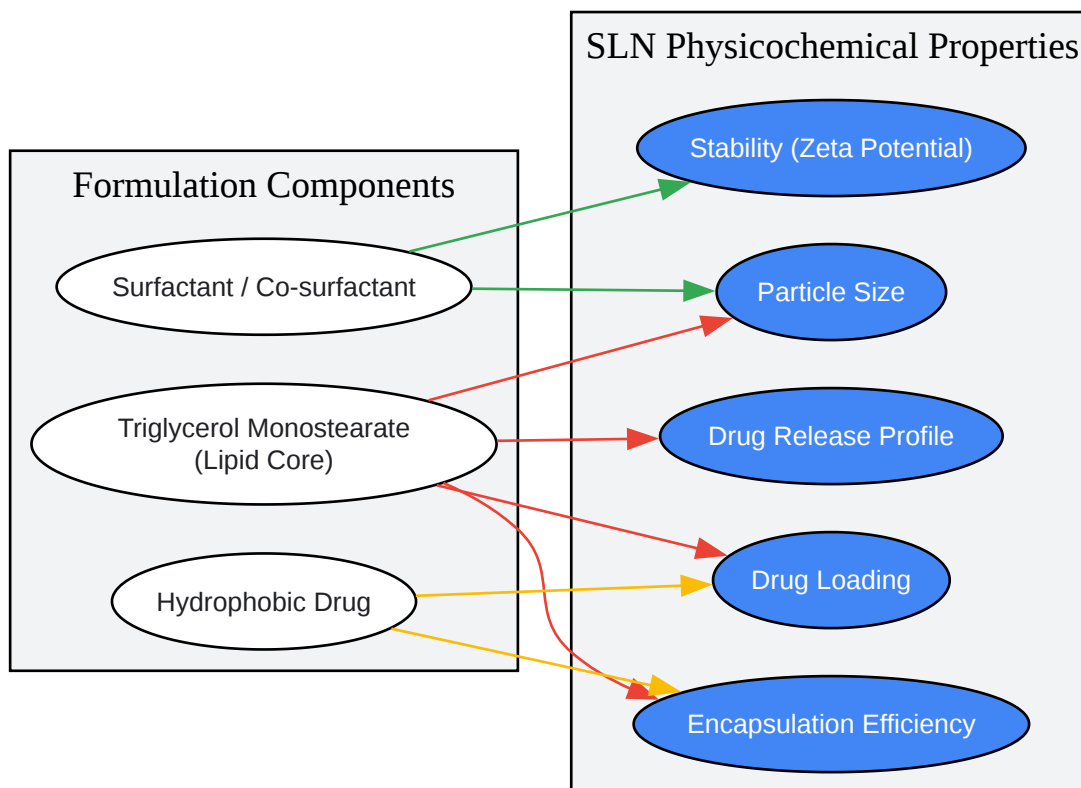 Formulation Components
Surfactant / Co-surfactant
Triglycerol Monostearate
(Lipid Core)
Hydrophobic Drug
SLN Physicochemical Properties
Stability (Zeta Potential)
Particle Size
Drug Release Profile
Drug Loading
Encapsulation Efficiency